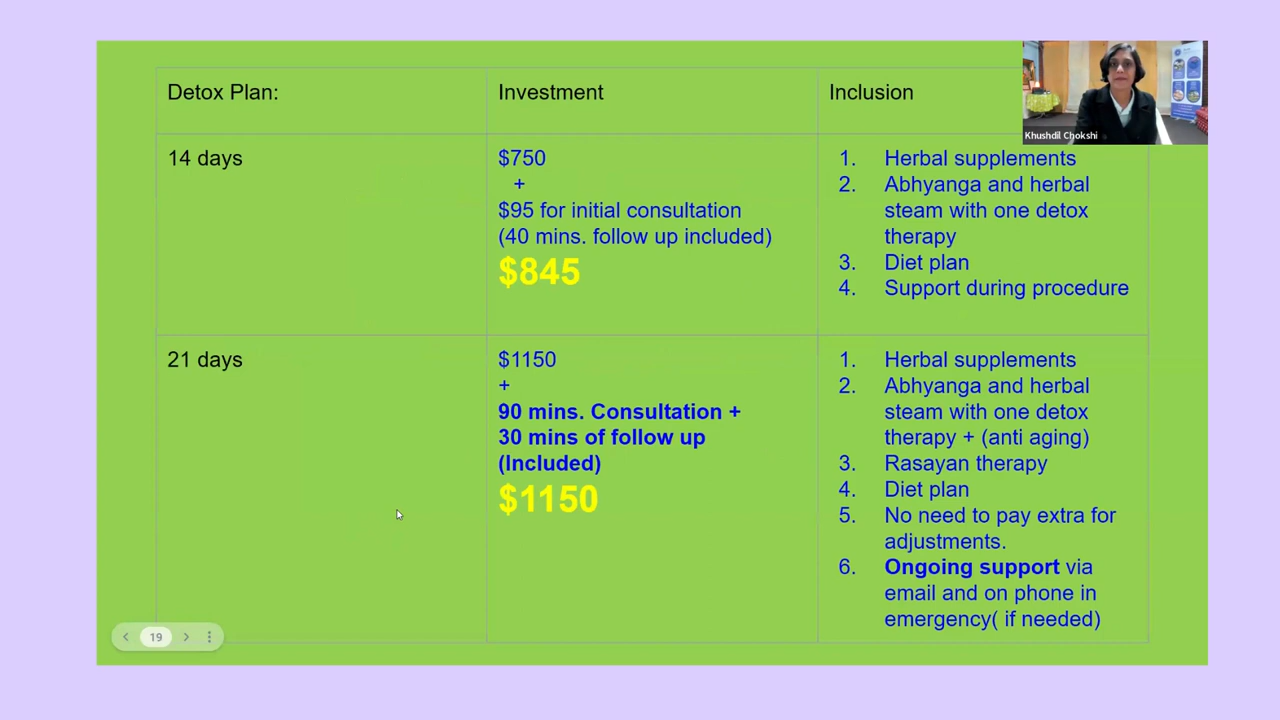 Detox Plan:
Investment
Inclusion
Khushdil Chokshi
14 days
$750
+
$95 for initial consultation
(40 mins. follow up included)
$845
1. Herbal supplements
2. Abhyanga and herbal
steam with one detox
therapy
3. Diet plan
4. Support during procedure
21 days
$1150
+
90 mins. Consultation +
30 mins of follow up
(Included)
$1150
1. Herbal supplements
2. Abhyanga and herbal
steam with one detox
therapy + (anti aging)
3. Rasayan therapy
4. Diet plan
5. No need to pay extra for
adjustments.
6. Ongoing support via
email and on phone in
emergency( if needed)
19